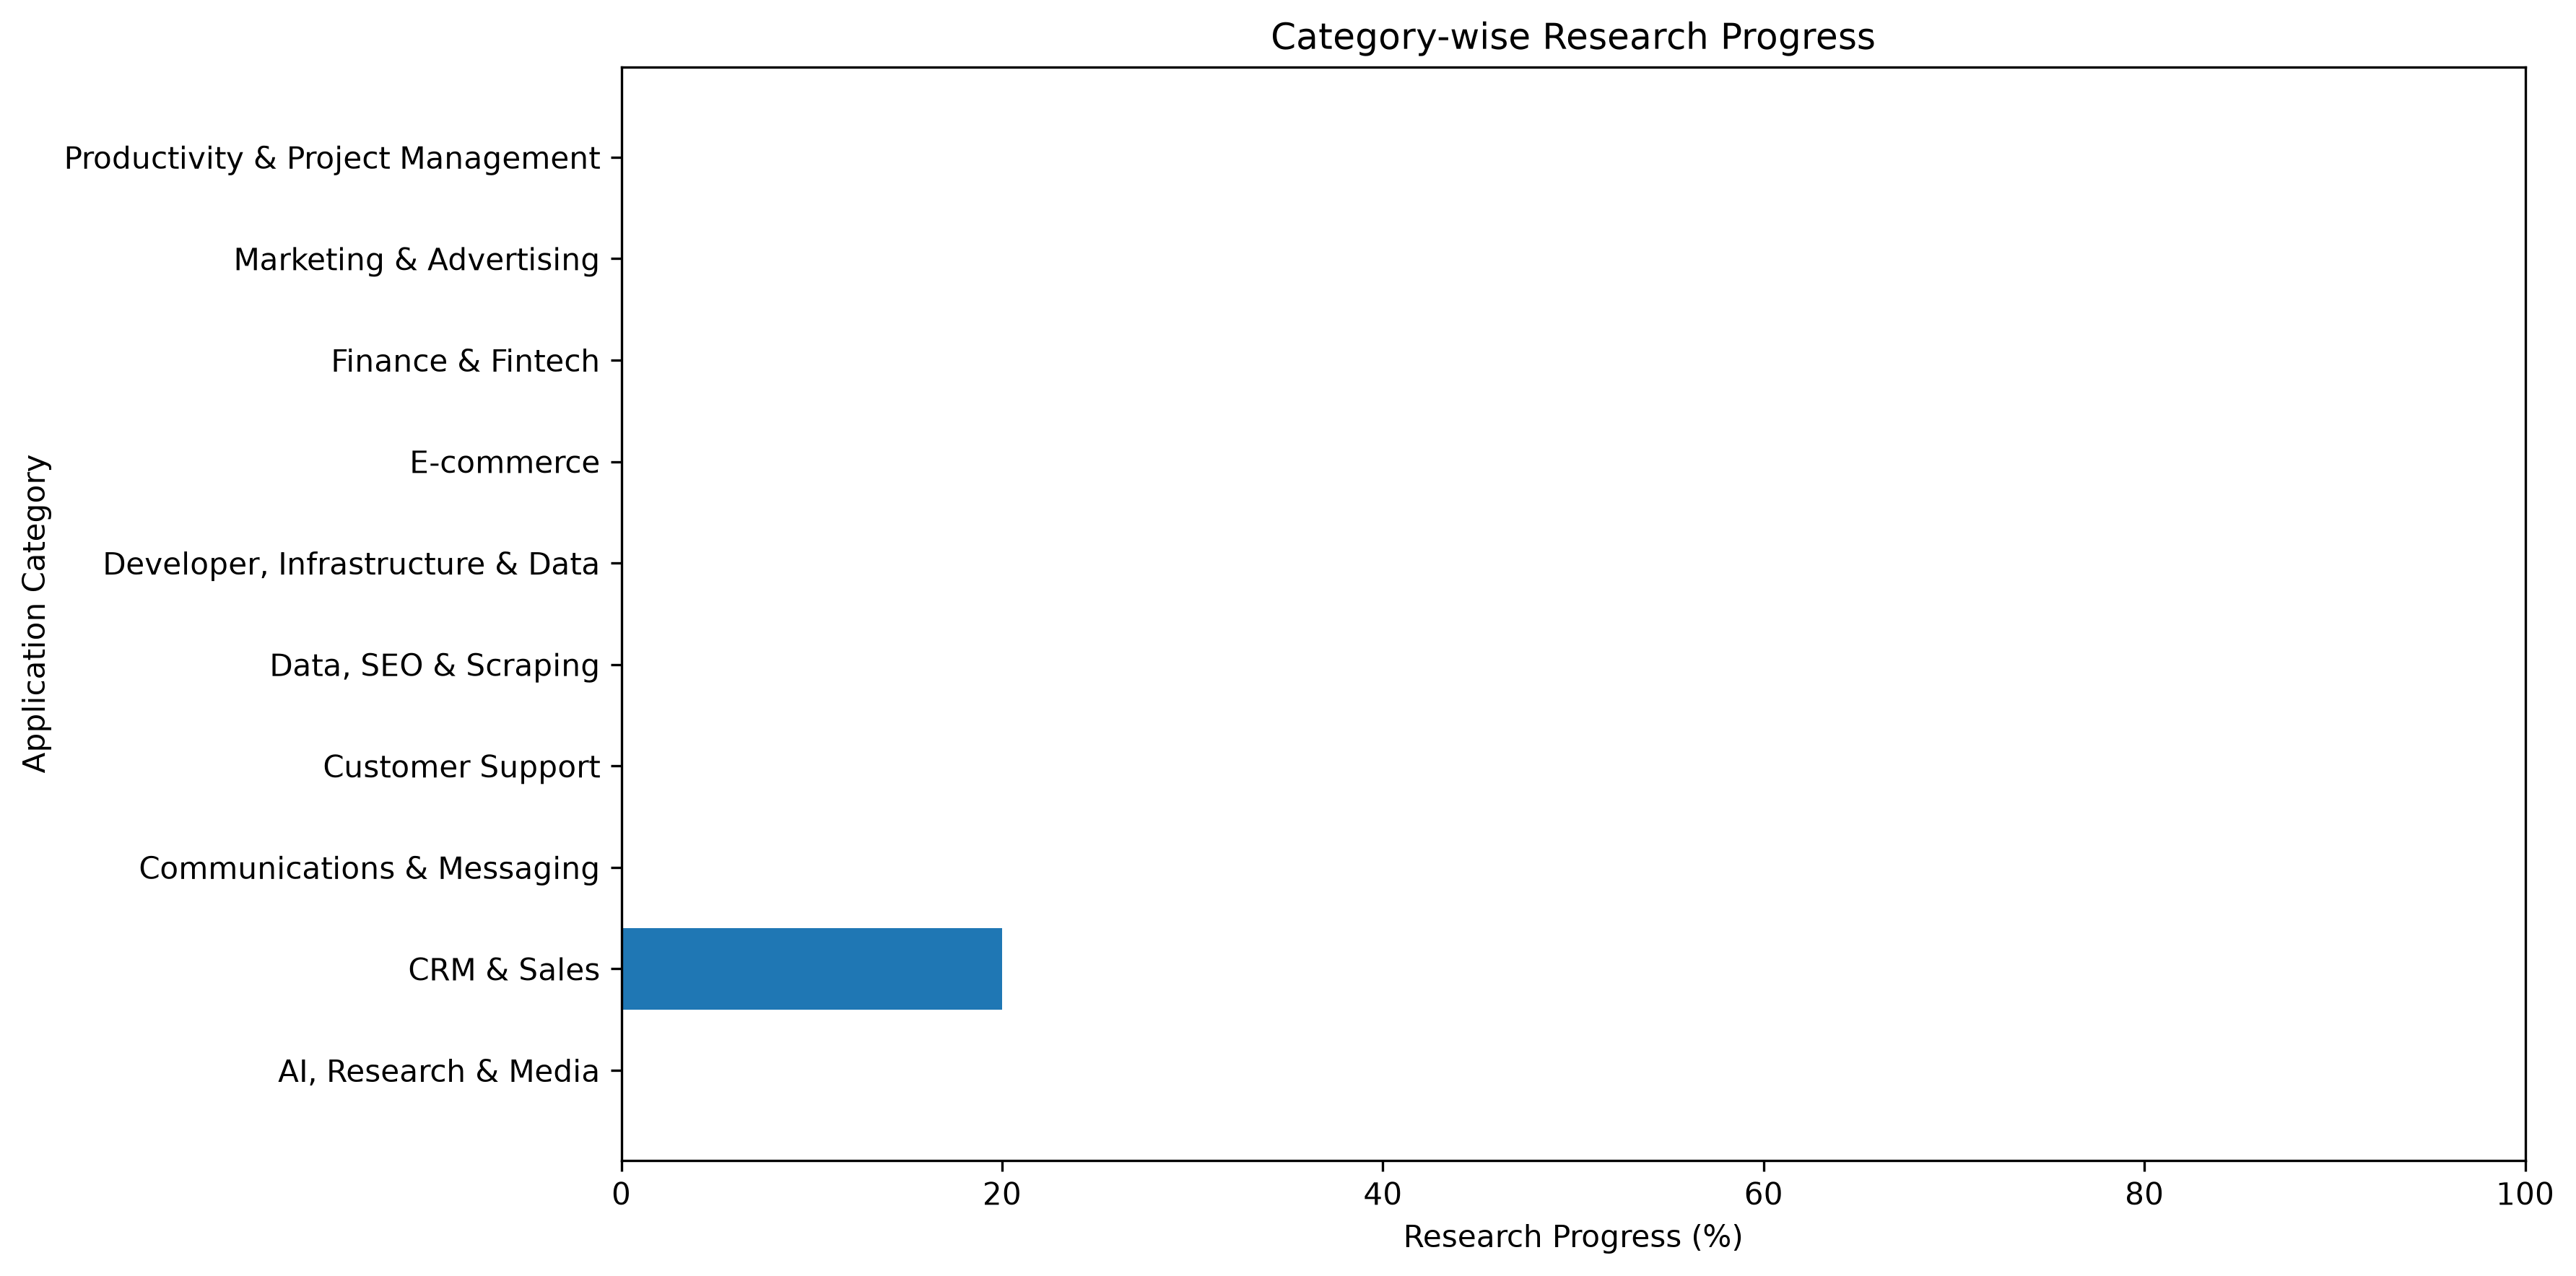 Category-wise Research Progress
Application Category
Productivity & Project Management
Marketing & Advertising
Finance & Fintech
E-commerce
Developer, Infrastructure & Data
Data, SEO & Scraping
Customer Support
Communications & Messaging
CRM & Sales
AI, Research & Media
0 20 40 60 80 100
Research Progress (%)